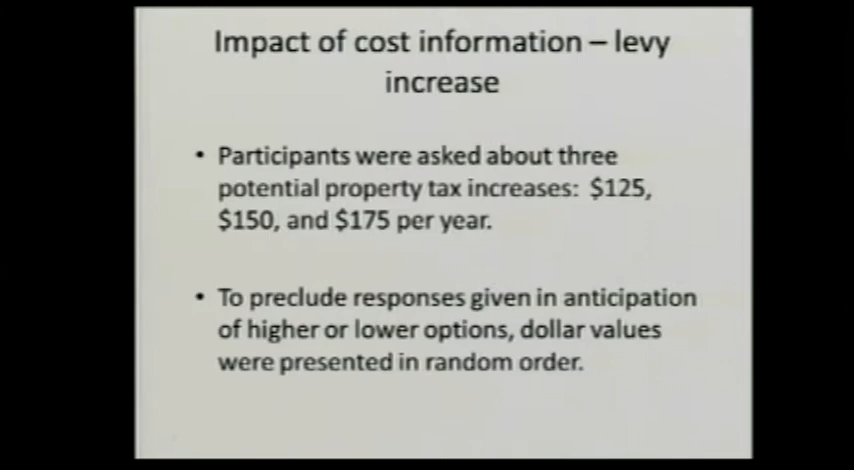 Impact of cost information – levy
increase
• Participants were asked about three
potential property tax increases:  $125,
$150, and $175 per year.
• To preclude responses given in anticipation
of higher or lower options, dollar values
were presented in random order.